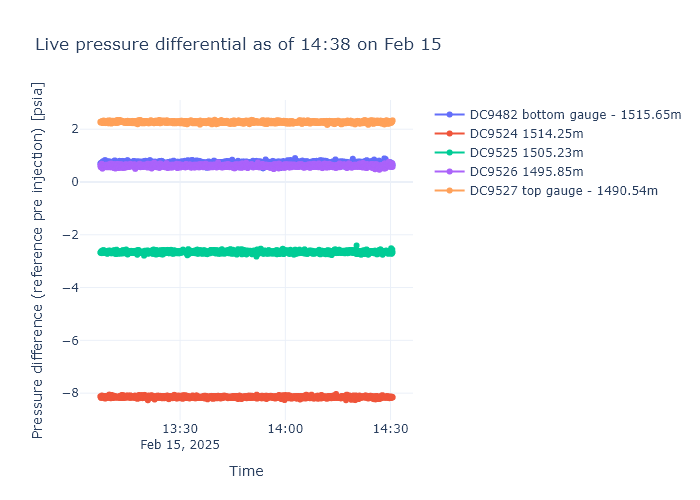 Live pressure differential as of 14:38 on Feb 15
Pressure difference (reference pre Injection) [psia]
2
0
−2
−4
−6
−8
13:30
Feb 15, 2025
14:00
14:30
Time
DC9482 bottom gauge - 1515.65m
DC9524 1514.25m
DC9525 1505.23m
DC9526 1495.85m
DC9527 top gauge - 1490.54m